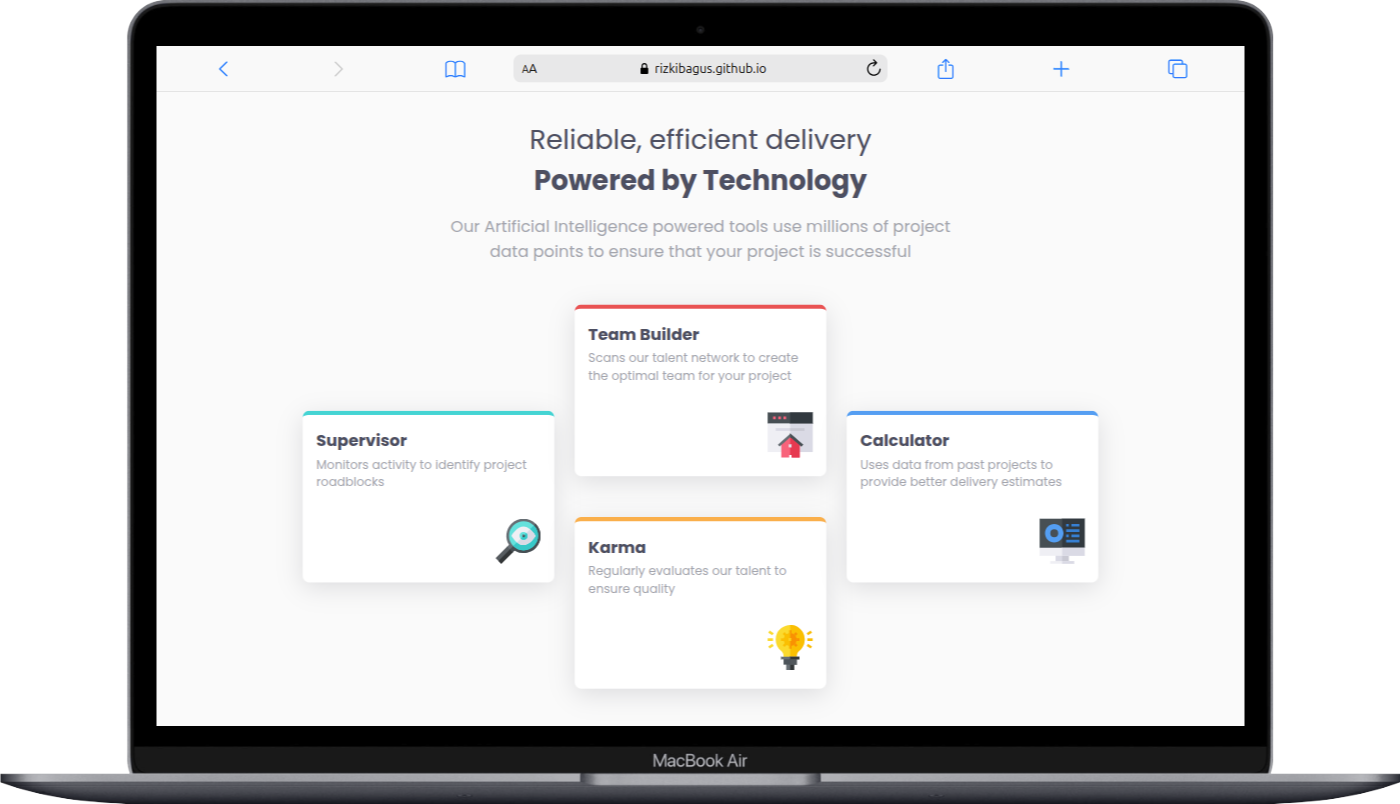 AA
rizkibagus.github.io
Reliable, efficient delivery
Powered by Technology
Our Artificial Intelligence powered tools use millions of project
data points to ensure that your project is successful
Team Builder
Scans our talent network to create
the optimal team for your project
Supervisor
Monitors activity to identify project
roadblocks
Calculator
Uses data from past projects to
provide better delivery estimates
Karma
Regularly evaluates our talent to
ensure quality
MacBook Air